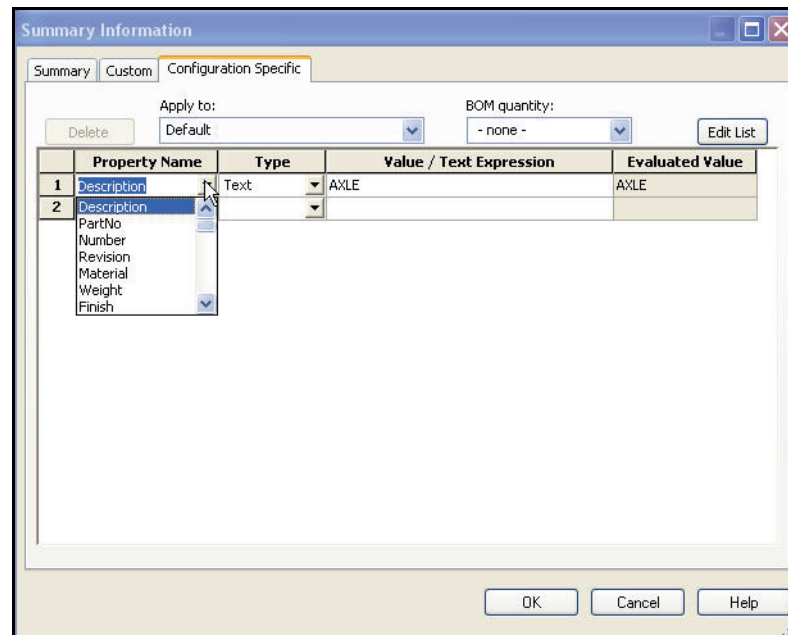 Summary Information
Summary Custom Configuration Specific
Apply to: BOM quantity:
Delete Default - none - Edit List
Property Name Type Value / Text Expression Evaluated Value
1 Description Text AXLE AXLE
2 Description
PartNo
Number
Revision
Material
Weight
Finish
OK Cancel Help